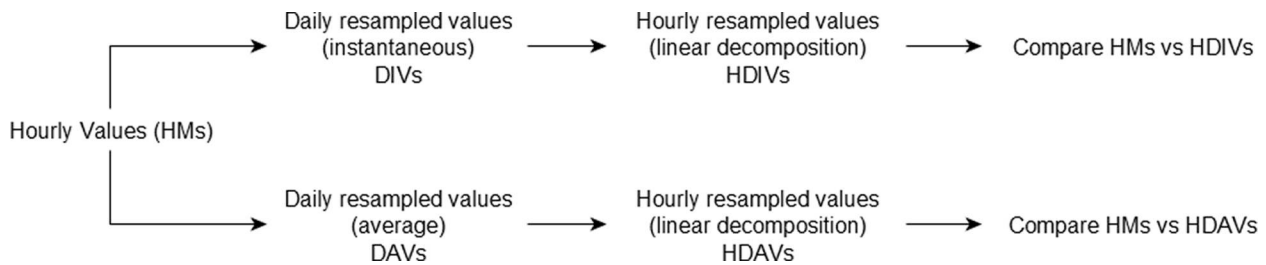 Daily resampled values
(instantaneous)
DIVs
Hourly resampled values
(linear decomposition)
HDIVs
Compare HMs vs HDIVs
Hourly Values (HMs)
Daily resampled values
(average)
DAVs
Hourly resampled values
(linear decomposition)
HDAVs
Compare HMs vs HDAVs